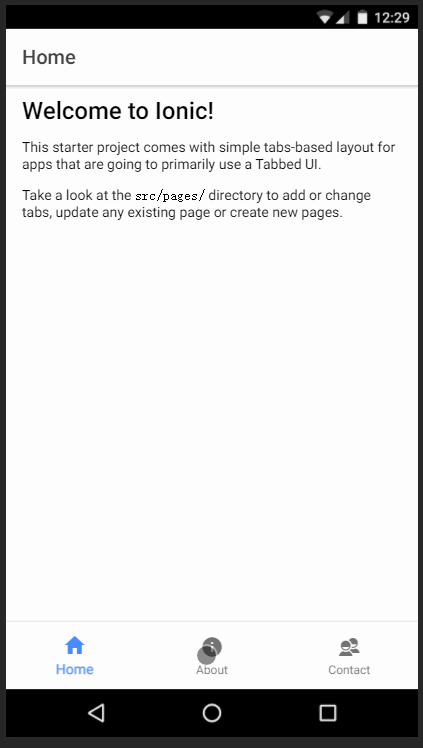 12:29
Home
Welcome to Ionic!
This starter project comes with simple tabs-based layout for
apps that are going to primarily use a Tabbed UI.
Take a look at the src/pages/ directory to add or change
tabs, update any existing page or create new pages.
Home
About
Contact